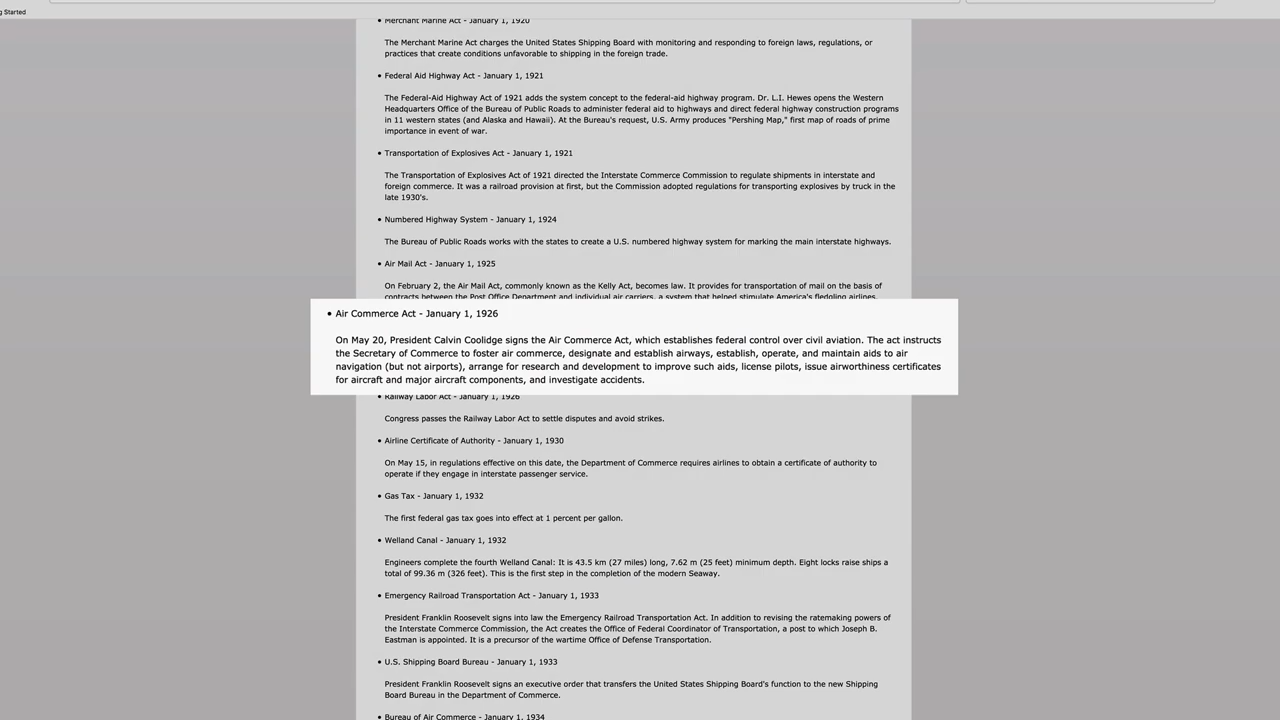 g Started
Merchant Marine Act - January 1, 1920
The Merchant Marine Act charges the United States Shipping Board with monitoring and responding to foreign laws, regulations, or
practices that create conditions unfavorable to shipping in the foreign trade.
• Federal Aid Highway Act - January 1, 1921
The Federal-Aid Highway Act of 1921 adds the system concept to the federal-aid highway program. Dr. L.I. Hewes opens the Western
Headquarters Office of the Bureau of Public Roads to administer federal aid to highways and direct federal highway construction programs
in 11 western states (and Alaska and Hawaii). At the Bureau's request, U.S. Army produces "Pershing Map," first map of roads of prime
importance in event of war.
• Transportation of Explosives Act - January 1, 1921
The Transportation of Explosives Act of 1921 directed the Interstate Commerce Commission to regulate shipments in interstate and
foreign commerce. It was a railroad provision at first, but the Commission adopted regulations for transporting explosives by truck in the
late 1930's.
• Numbered Highway System - January 1, 1924
The Bureau of Public Roads works with the states to create a U.S. numbered highway system for marking the main interstate highways.
• Air Mail Act - January 1, 1925
On February 2, the Air Mail Act, commonly known as the Kelly Act, becomes law. It provides for transportation of mail on the basis of
contracts between the Post Office Department and individual air carriers, a system that helped stimulate America's fledgling airlines.
• Air Commerce Act - January 1, 1926
On May 20, President Calvin Coolidge signs the Air Commerce Act, which establishes federal control over civil aviation. The act instructs
the Secretary of Commerce to foster air commerce, designate and establish airways, establish, operate, and maintain aids to air
navigation (but not airports), arrange for research and development to improve such aids, license pilots, issue airworthiness certificates
for aircraft and major aircraft components, and investigate accidents.
• Railway Labor Act - January 1, 1926
Congress passes the Railway Labor Act to settle disputes and avoid strikes.
• Airline Certificate of Authority - January 1, 1930
On May 15, in regulations effective on this date, the Department of Commerce requires airlines to obtain a certificate of authority to
operate if they engage in interstate passenger service.
• Gas Tax - January 1, 1932
The first federal gas tax goes into effect at 1 percent per gallon.
• Welland Canal - January 1, 1932
Engineers complete the fourth Welland Canal: It is 43.5 km (27 miles) long, 7.62 m (25 feet) minimum depth. Eight locks raise ships a
total of 99.36 m (326 feet). This is the first step in the completion of the modern Seaway.
• Emergency Railroad Transportation Act - January 1, 1933
President Franklin Roosevelt signs into law the Emergency Railroad Transportation Act. In addition to revising the ratemaking powers of
the Interstate Commerce Commission, the Act creates the Office of Federal Coordinator of Transportation, a post to which Joseph B.
Eastman is appointed. It is a precursor of the wartime Office of Defense Transportation.
• U.S. Shipping Board Bureau - January 1, 1933
President Franklin Roosevelt signs an executive order that transfers the United States Shipping Board's function to the new Shipping
Board Bureau in the Department of Commerce.
• Bureau of Air Commerce - January 1, 1934